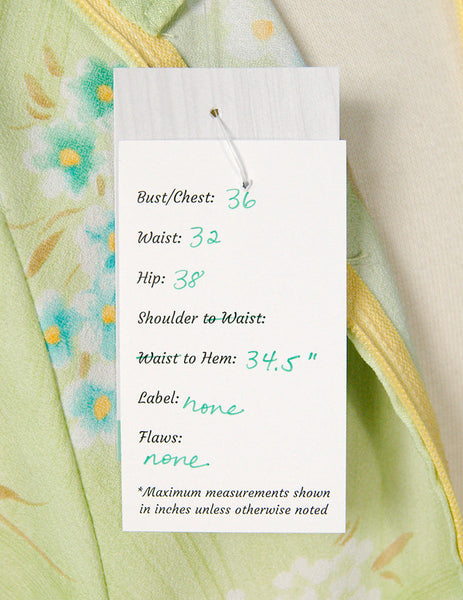 Bust/Chest: 36
Waist: 32
Hip: 38
Shoulder to Waist:
Waist to Hem: 34.5"
Label: none
Flaws:
none
*Maximum measurements shown
in inches unless otherwise noted